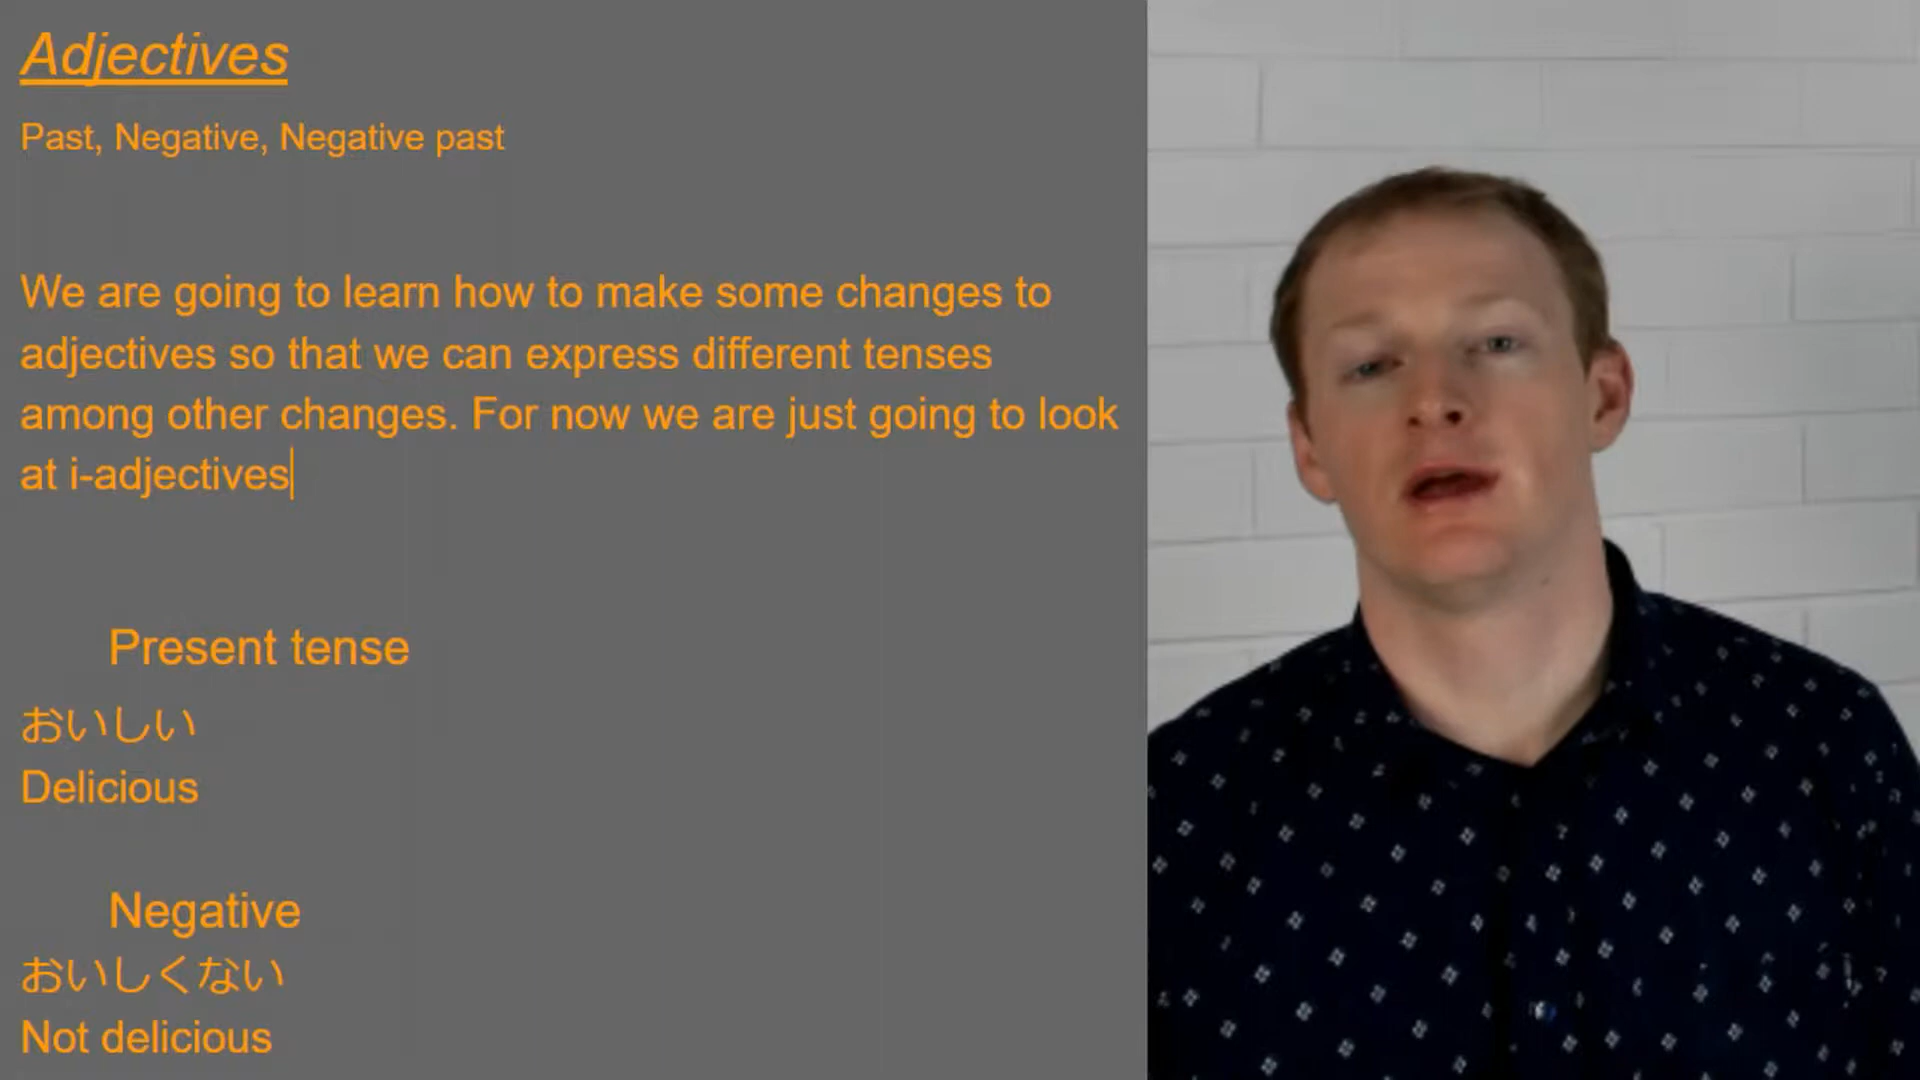 Adjectives
Past, Negative, Negative past
We are going to learn how to make some changes to
adjectives so that we can express different tenses
among other changes. For now we are just going to look
at i-adjectives
Present tense
おいしい
Delicious
Negative
おいしくない
Not delicious